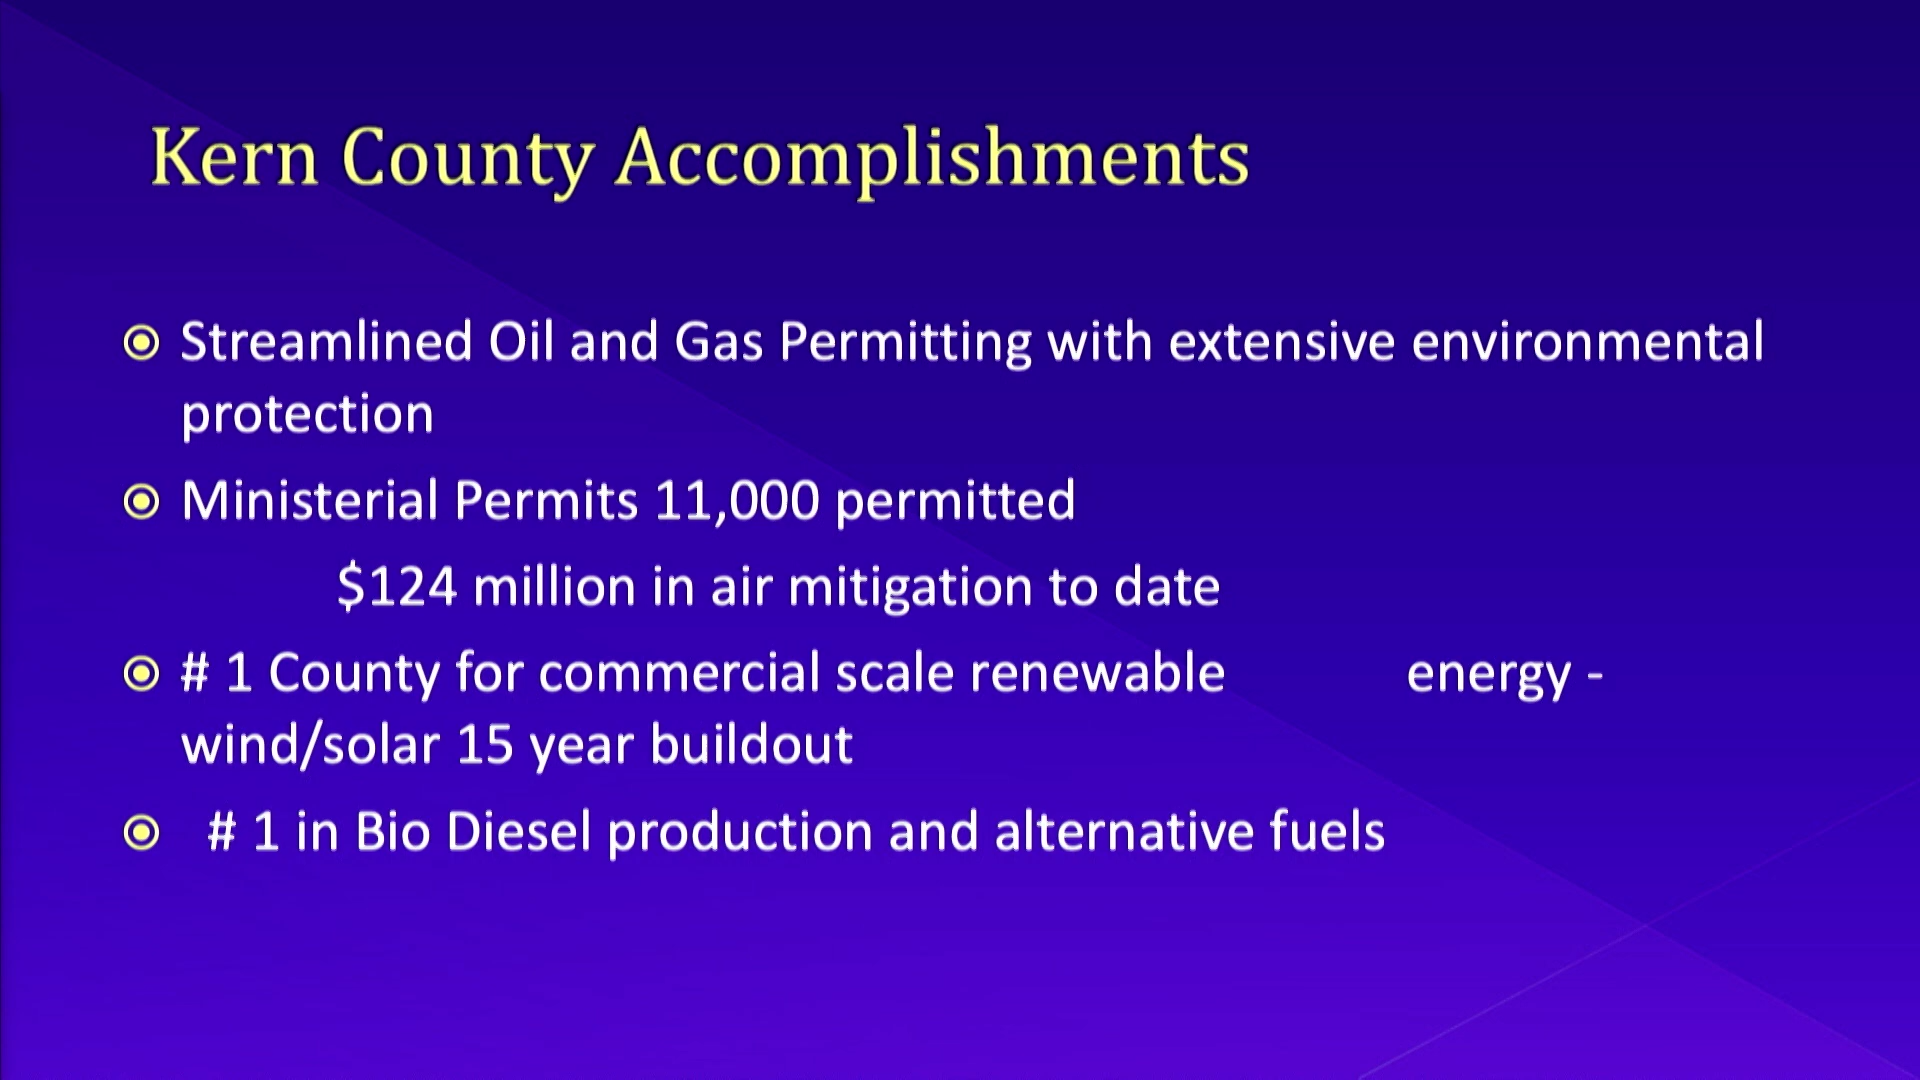 Kern County Accomplishments
Streamlined Oil and Gas Permitting with extensive environmental
protection
Ministerial Permits 11,000 permitted
$124 million in air mitigation to date
# 1 County for commercial scale renewable energy -
wind/solar 15 year buildout
# 1 in Bio Diesel production and alternative fuels